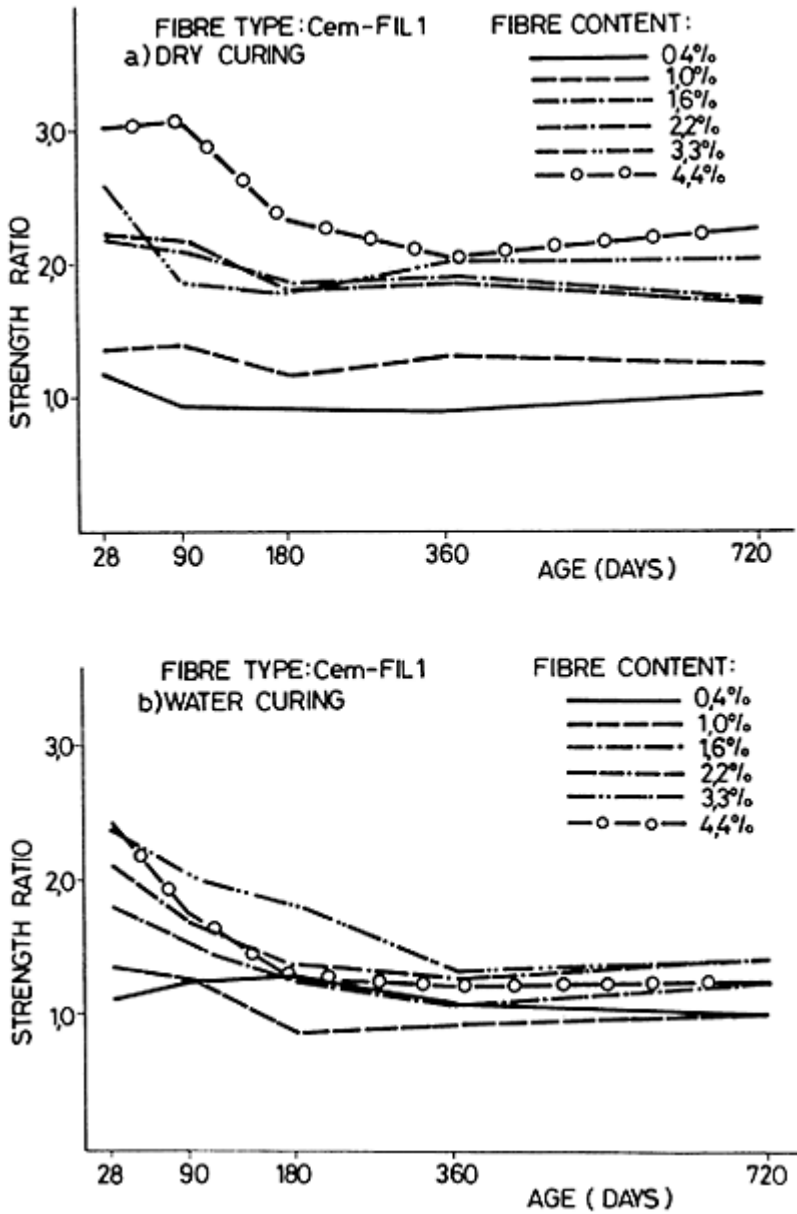 FIBRE TYPE:Cem-FIL1 FIBRE CONTENT:
a)DRY CURING
0,4%
1,0%
1,6%
2,2%
3,3%
4,4%
3,0
2,0
1,0
STRENGTH RATIO
28 90 180 360 720
AGE (DAYS)
FIBRE TYPE:Cem-FIL1 FIBRE CONTENT:
b)WATER CURING
0,4%
1,0%
1,6%
2,2%
3,3%
4,4%
3,0
2,0
1,0
STRENGTH RATIO
28 90 180 360 720
AGE (DAYS)